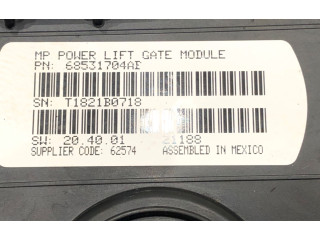 MP POWER LIFT GATE MODULE
PN: 68531704AE
SN: T1821B0718
SW: 20.40.01 21188
SUPPLIER CODE: 62574 ASSEMBLED IN MEXICO